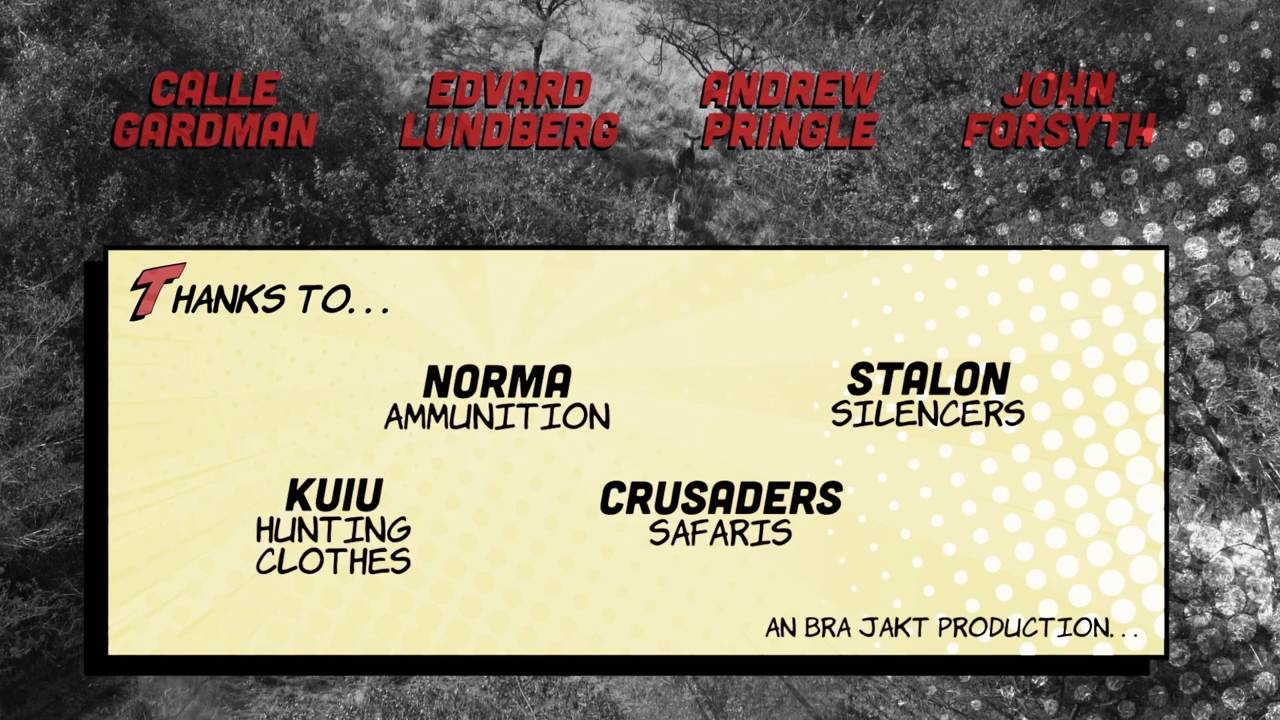 CALLE
GARDMAN
EDVARD
LUNDBERG
ANDREW
PRINGLE
JOHN
FORSYTH
THANKS TO...
NORMA
AMMUNITION
STALON
SILENCERS
KUIU
HUNTING
CLOTHES
CRUSADERS
SAFARIS
AN BRA JAKT PRODUCTION...